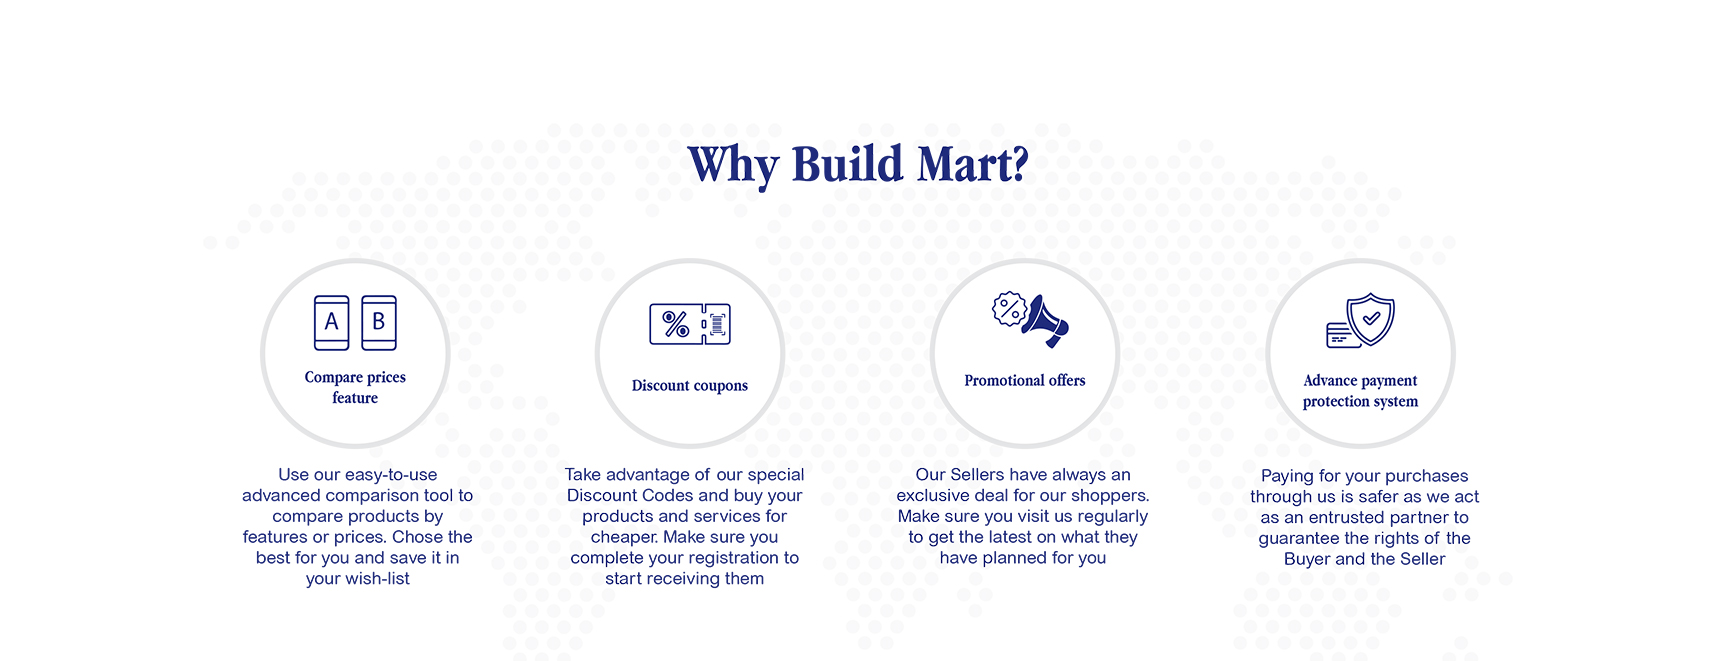 Why Build Mart?
A B
Compare prices
feature
Use our easy-to-use
advanced comparison tool to
compare products by
features or prices. Chose the
best for you and save it in
your wish-list
%
Discount coupons
Take advantage of our special
Discount Codes and buy your
products and services for
cheaper. Make sure you
complete your registration to
start receiving them
%
Promotional offers
Our Sellers have always an
exclusive deal for our shoppers.
Make sure you visit us regularly
to get the latest on what they
have planned for you
Advance payment
protection system
Paying for your purchases
through us is safer as we act
as an entrusted partner to
guarantee the rights of the
Buyer and the Seller